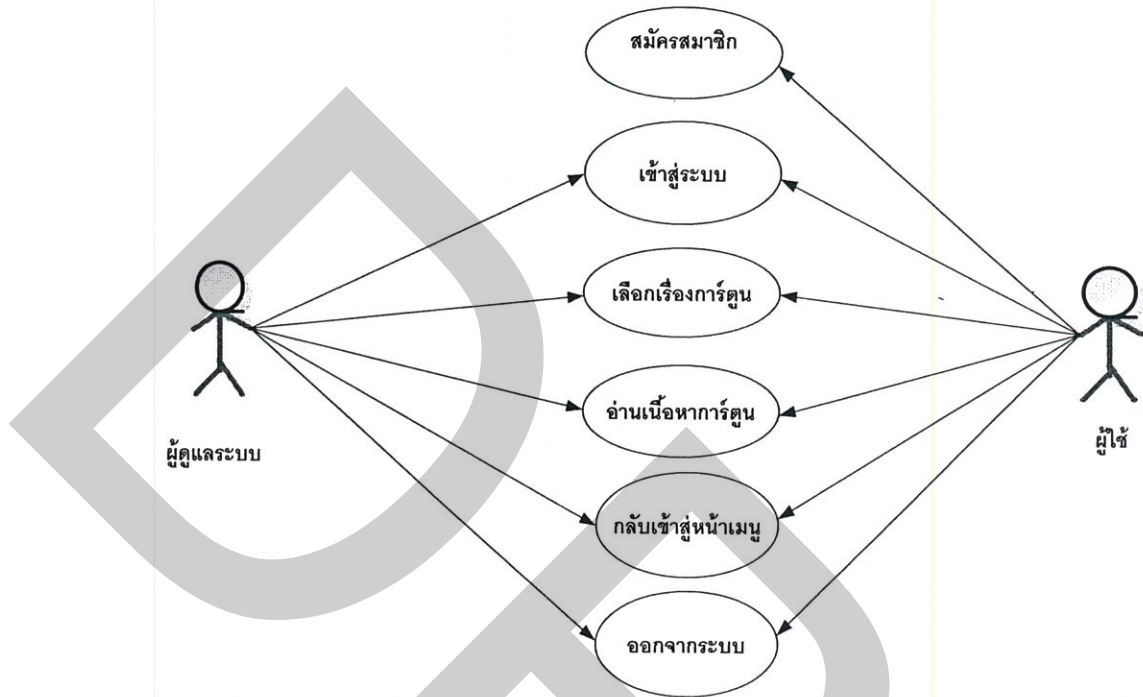 สมัครสมาชิก
เข้าสู่ระบบ
เลือกเรื่องการ์ตูน
อ่านเนื้อหาการ์ตูน
ผู้ดูแลระบบ
ผู้ใช้
กลับเข้าสู่หน้าเมนู
ออกจากระบบ